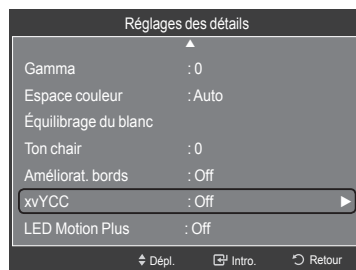 Réglages des détails
Gamma : 0
Espace couleur : Auto
Équilibrage du blanc
Ton chair : 0
Améliorat. bords : Off
xvYCC : Off
LED Motion Plus : Off
Dépl. Intro. Retour